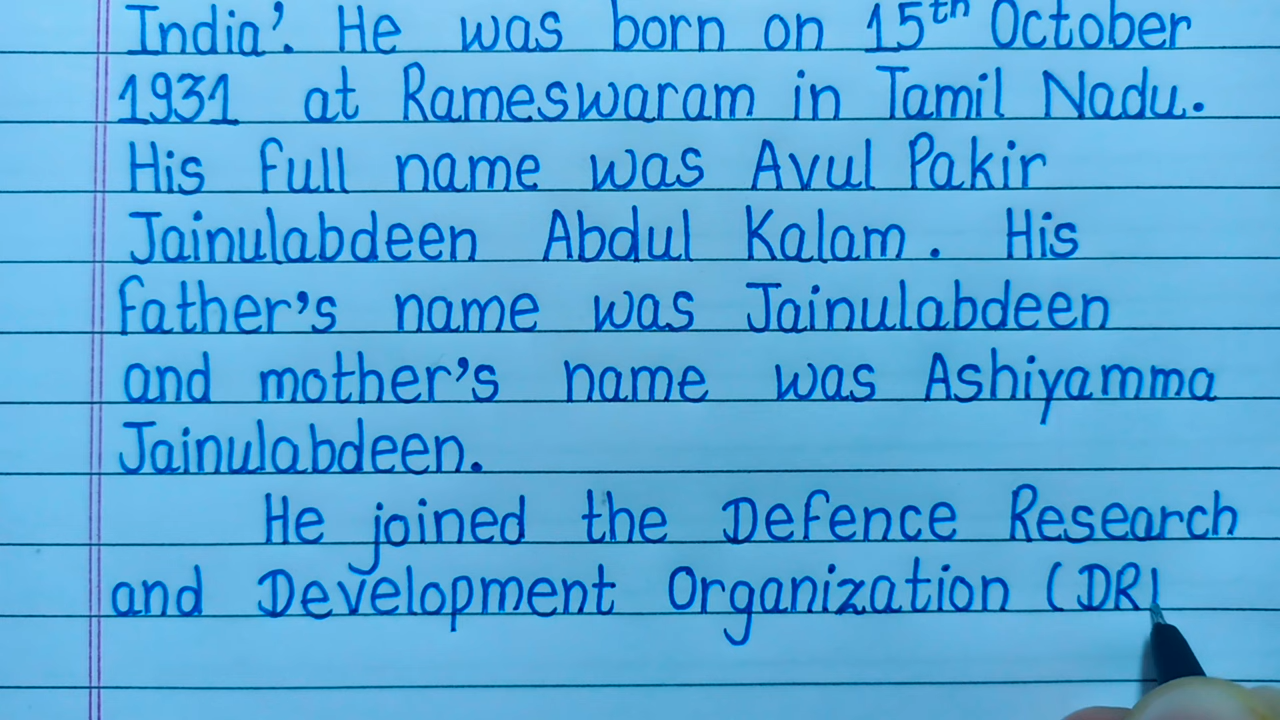 India'. He was born on 15th October
1931 at Rameswaram in Tamil Nadu.
His full name was Avul Pakir
Jainulabdeen Abdul Kalam. His
father's name was Jainulabdeen
and mother's name was Ashiyamma
Jainulabdeen.
He joined the Defence Research
and Development Organization (DR